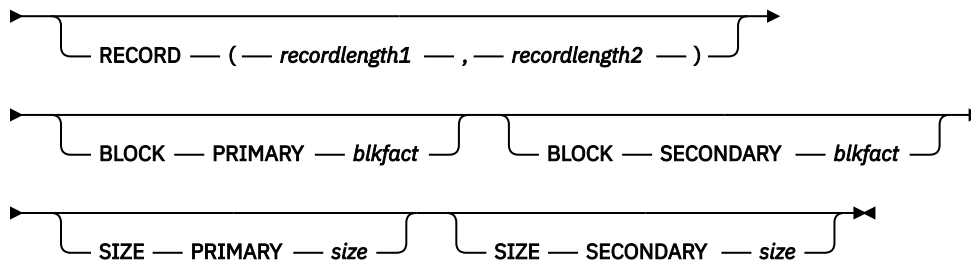 RECORD ( recordlength1 , recordlength2 )
BLOCK PRIMARY blkfact BLOCK SECONDARY blkfact
SIZE PRIMARY size SIZE SECONDARY size